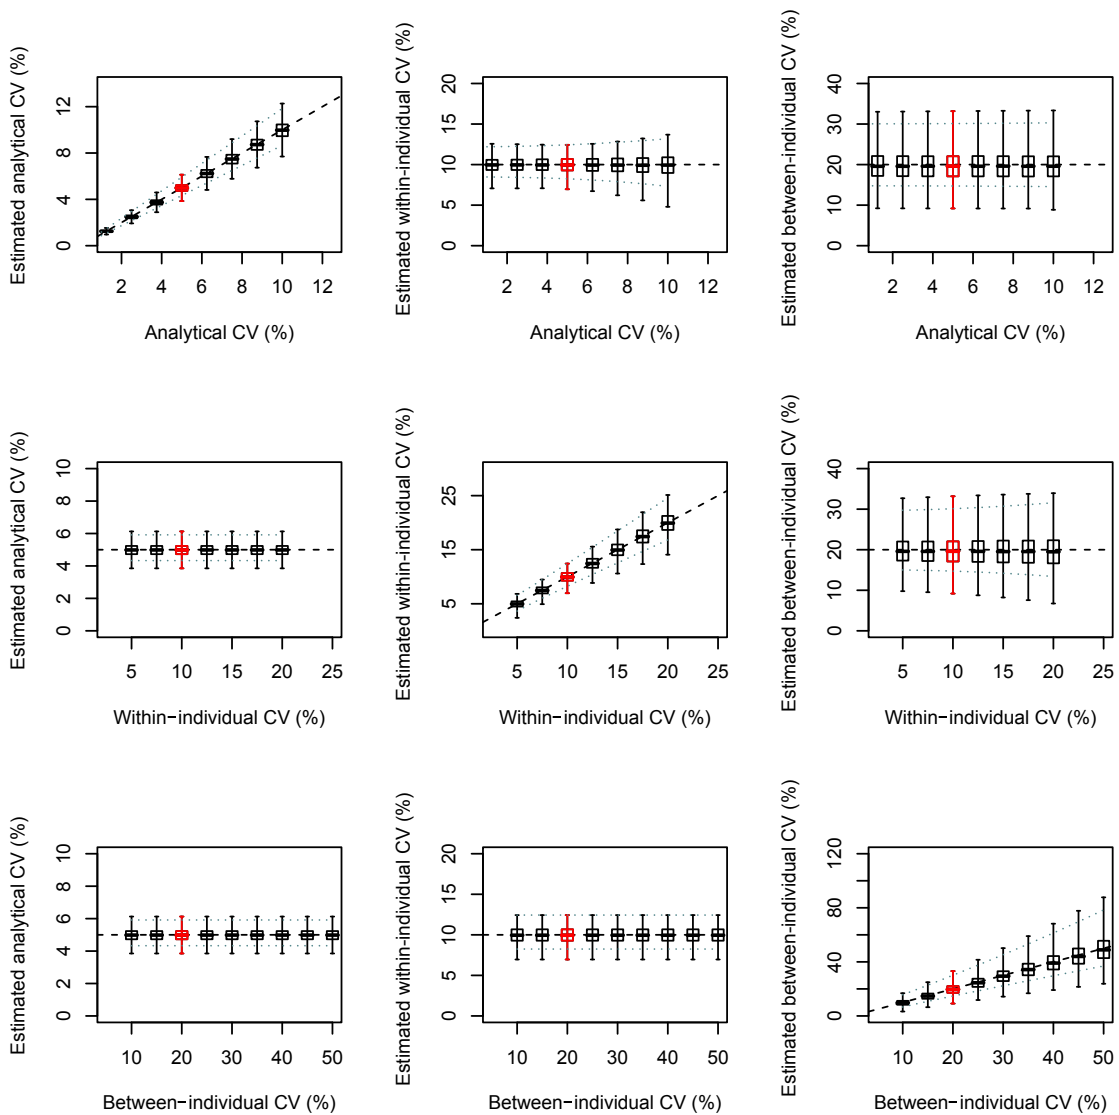 Estimated analytical CV (%)
0 4 8 12
2 4 6 8 10 12
Analytical CV (%)
Estimated within-individual CV (%)
0 5 10 15 20
2 4 6 8 10 12
Analytical CV (%)
Estimated between-individual CV (%)
0 10 20 30 40
2 4 6 8 10 12
Analytical CV (%)
Estimated analytical CV (%)
0 2 4 6 8 10
5 10 15 20 25
Within−individual CV (%)
Estimated within-individual CV (%)
5 15 25
5 10 15 20 25
Within−individual CV (%)
Estimated between-individual CV (%)
0 10 20 30 40
5 10 15 20 25
Within−individual CV (%)
Estimated analytical CV (%)
0 2 4 6 8 10
10 20 30 40 50
Between−individual CV (%)
Estimated within-individual CV (%)
0 5 10 15 20
10 20 30 40 50
Between−individual CV (%)
Estimated between-individual CV (%)
0 40 80 120
10 20 30 40 50
Between−individual CV (%)